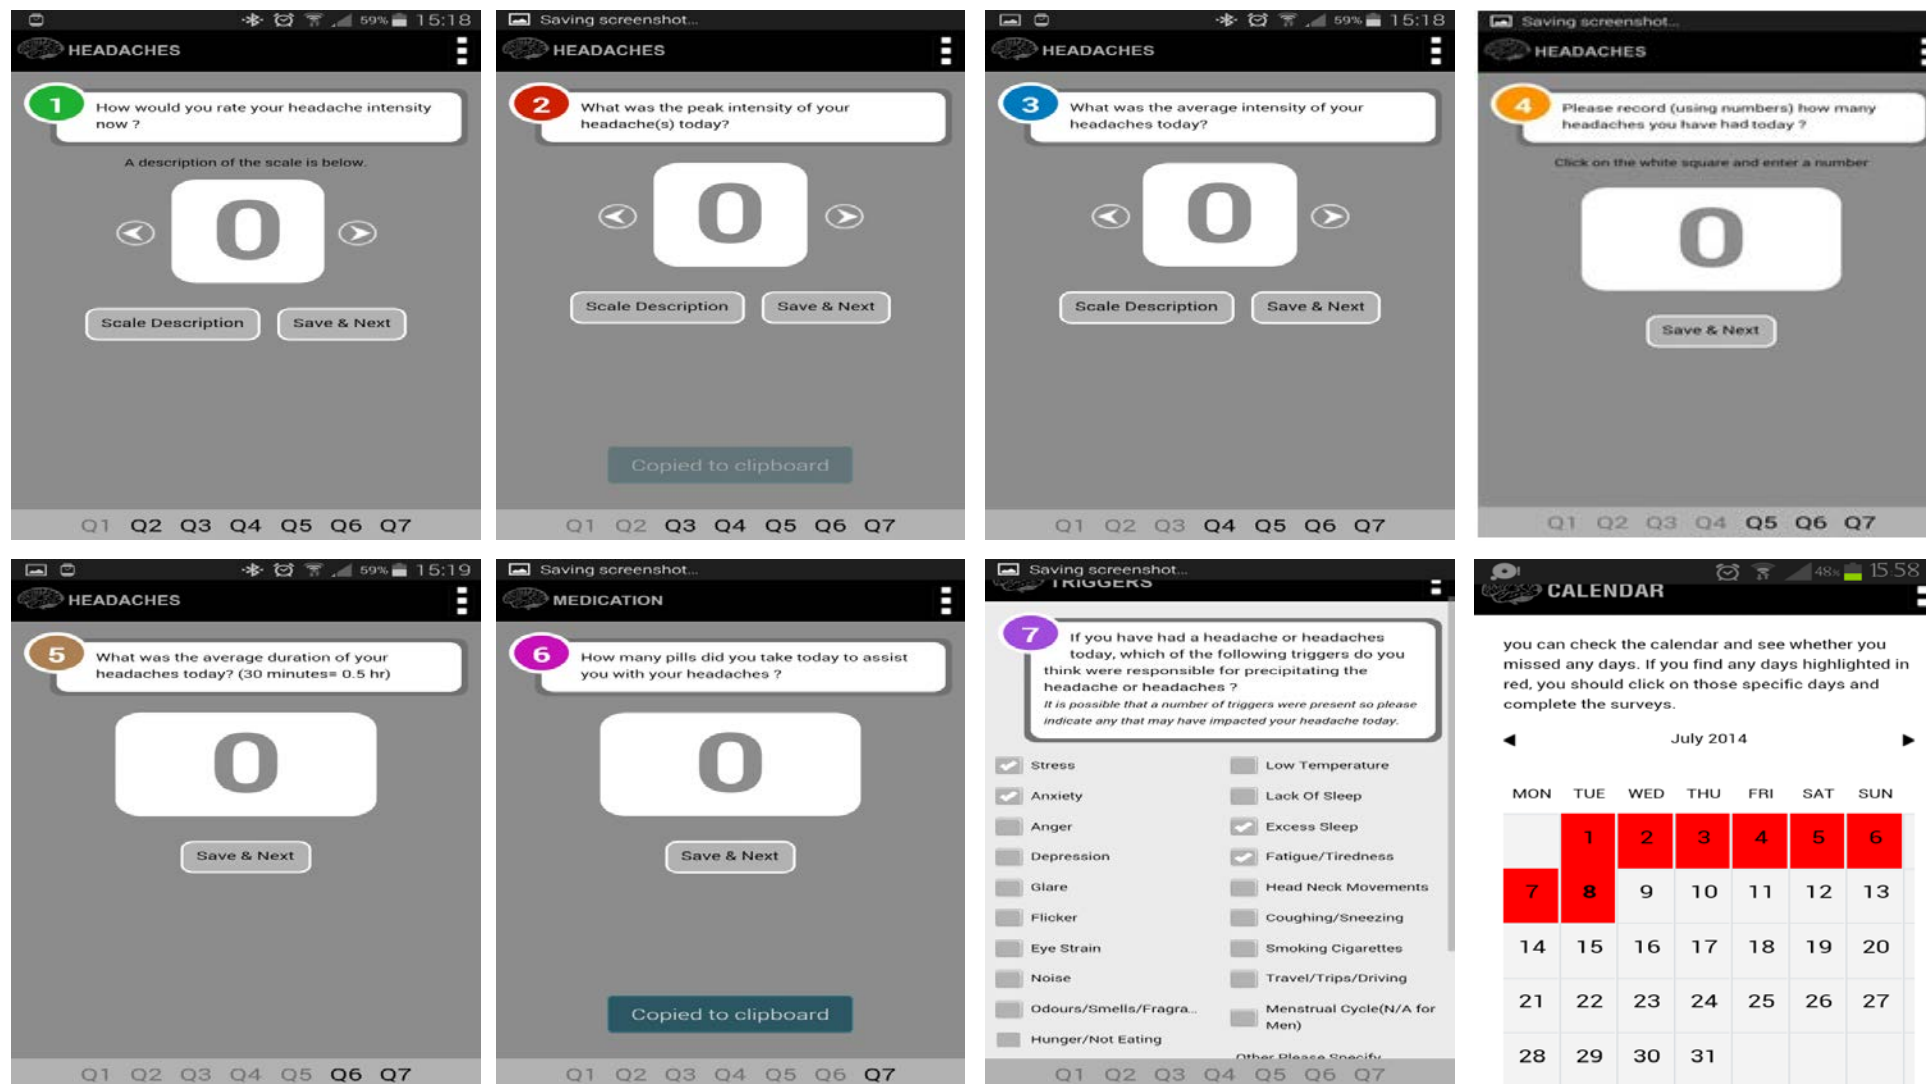 59% 15:18
HEADACHES
1
How would you rate your headache intensity
now ?
A description of the scale is below.
0
Scale Description Save & Next
Q1 Q2 Q3 Q4 Q5 Q6 Q7
Saving screenshot...
HEADACHES
2
What was the peak intensity of your
headache(s) today?
0
Scale Description Save & Next
Copied to clipboard
Q1 Q2 Q3 Q4 Q5 Q6 Q7
59% 15:18
HEADACHES
3
What was the average intensity of your
headaches today?
0
Scale Description Save & Next
Q1 Q2 Q3 Q4 Q5 Q6 Q7
Saving screenshot...
HEADACHES
4
Please record (using numbers) how many
headaches you have had today ?
Click on the white square and enter a number
0
Save & Next
Q1 Q2 Q3 Q4 Q5 Q6 Q7
59% 15:19
HEADACHES
5
What was the average duration of your
headaches today? (30 minutes= 0.5 hr)
0
Save & Next
Q1 Q2 Q3 Q4 Q5 Q6 Q7
Saving screenshot...
MEDICATION
6
How many pills did you take today to assist
you with your headaches ?
0
Save & Next
Copied to clipboard
Q1 Q2 Q3 Q4 Q5 Q6 Q7
Saving screenshot...
TRIGGERS
7
If you have had a headache or headaches
today, which of the following triggers do you
think were responsible for precipitating the
headache or headaches ?
It is possible that a number of triggers were present so please
indicate any that may have impacted your headache today.
Stress Low Temperature
Anxiety Lack Of Sleep
Anger Excess Sleep
Depression Fatigue/Tiredness
Glare Head Neck Movements
Flicker Coughing/Sneezing
Eye Strain Smoking Cigarettes
Noise Travel/Trips/Driving
Odours/Smells/Fragra... Menstrual Cycle(N/A for
Men)
Hunger/Not Eating
Other Please Specify
Q1 Q2 Q3 Q4 Q5 Q6 Q7
48% 15:58
CALENDAR
you can check the calendar and see whether you
missed any days. If you find any days highlighted in
red, you should click on those specific days and
complete the surveys.
July 2014
MON TUE WED THU FRI SAT SUN
1 2 3 4 5 6
7 8 9 10 11 12 13
14 15 16 17 18 19 20
21 22 23 24 25 26 27
28 29 30 31